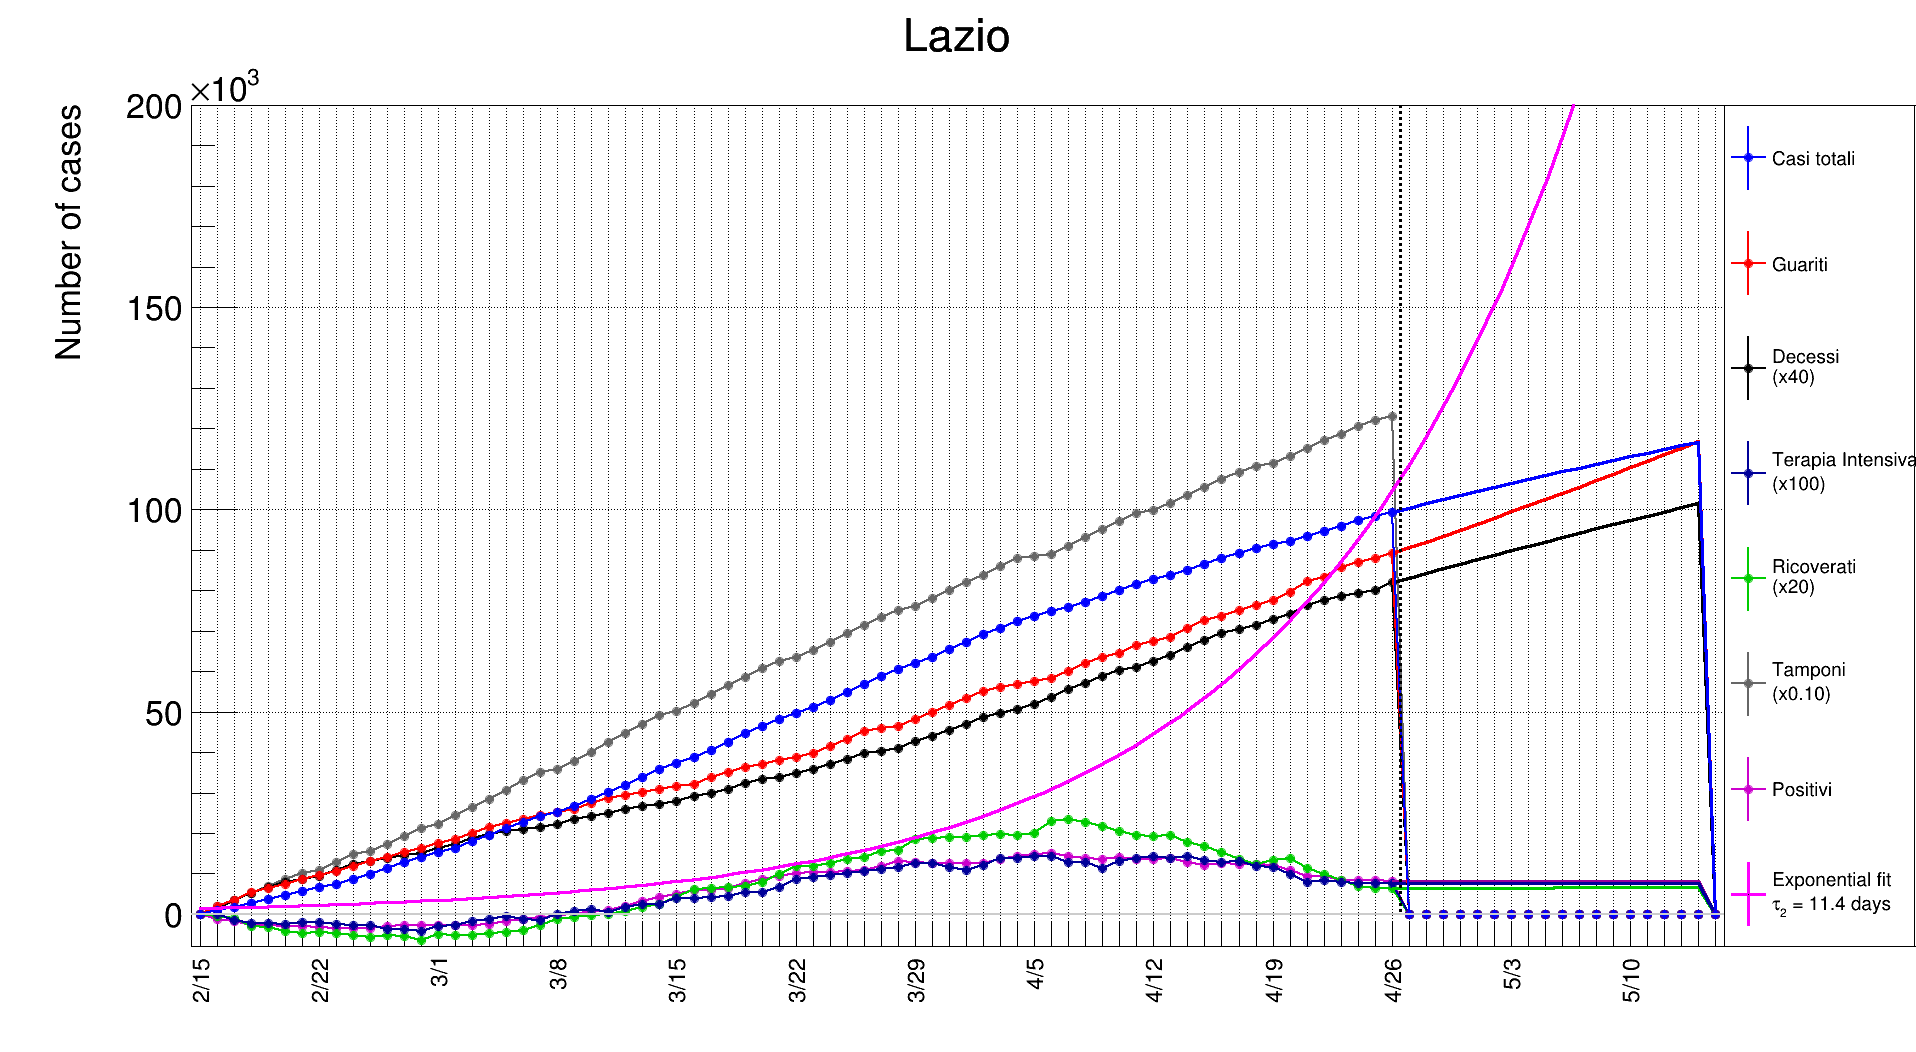 Lazio
×10³
Number of cases
200
150
100
50
0
2/15
2/22
3/1
3/8
3/15
3/22
3/29
4/5
4/12
4/19
4/26
5/3
5/10
Casi totali
Guariti
Decessi
(x40)
Terapia Intensiva
(x100)
Ricoverati
(x20)
Tamponi
(x0.10)
Positivi
Exponential fit
τ₂ = 11.4 days